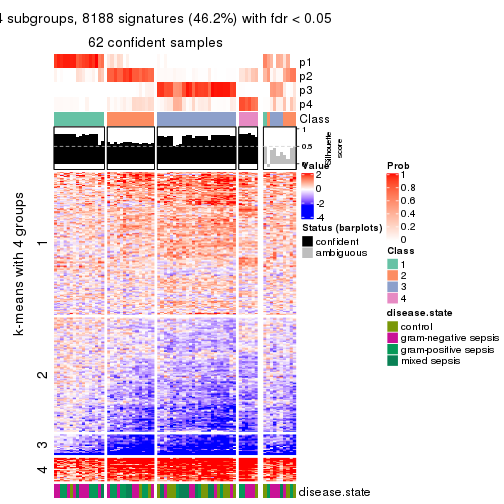 4 subgroups, 8188 signatures (46.2%) with fdr < 0.05
62 confident samples
p1
p2
p3
p4
Class
1
0.5
0
Silhouette
score
k-means with 4 groups
1
2
3
4
disease.state
Value
2
0
-2
-4
Status (barplots)
confident
ambiguous
Prob
1
0.8
0.6
0.4
0.2
0
Class
1
2
3
4
disease.state
control
gram-negative sepsis
gram-positive sepsis
mixed sepsis